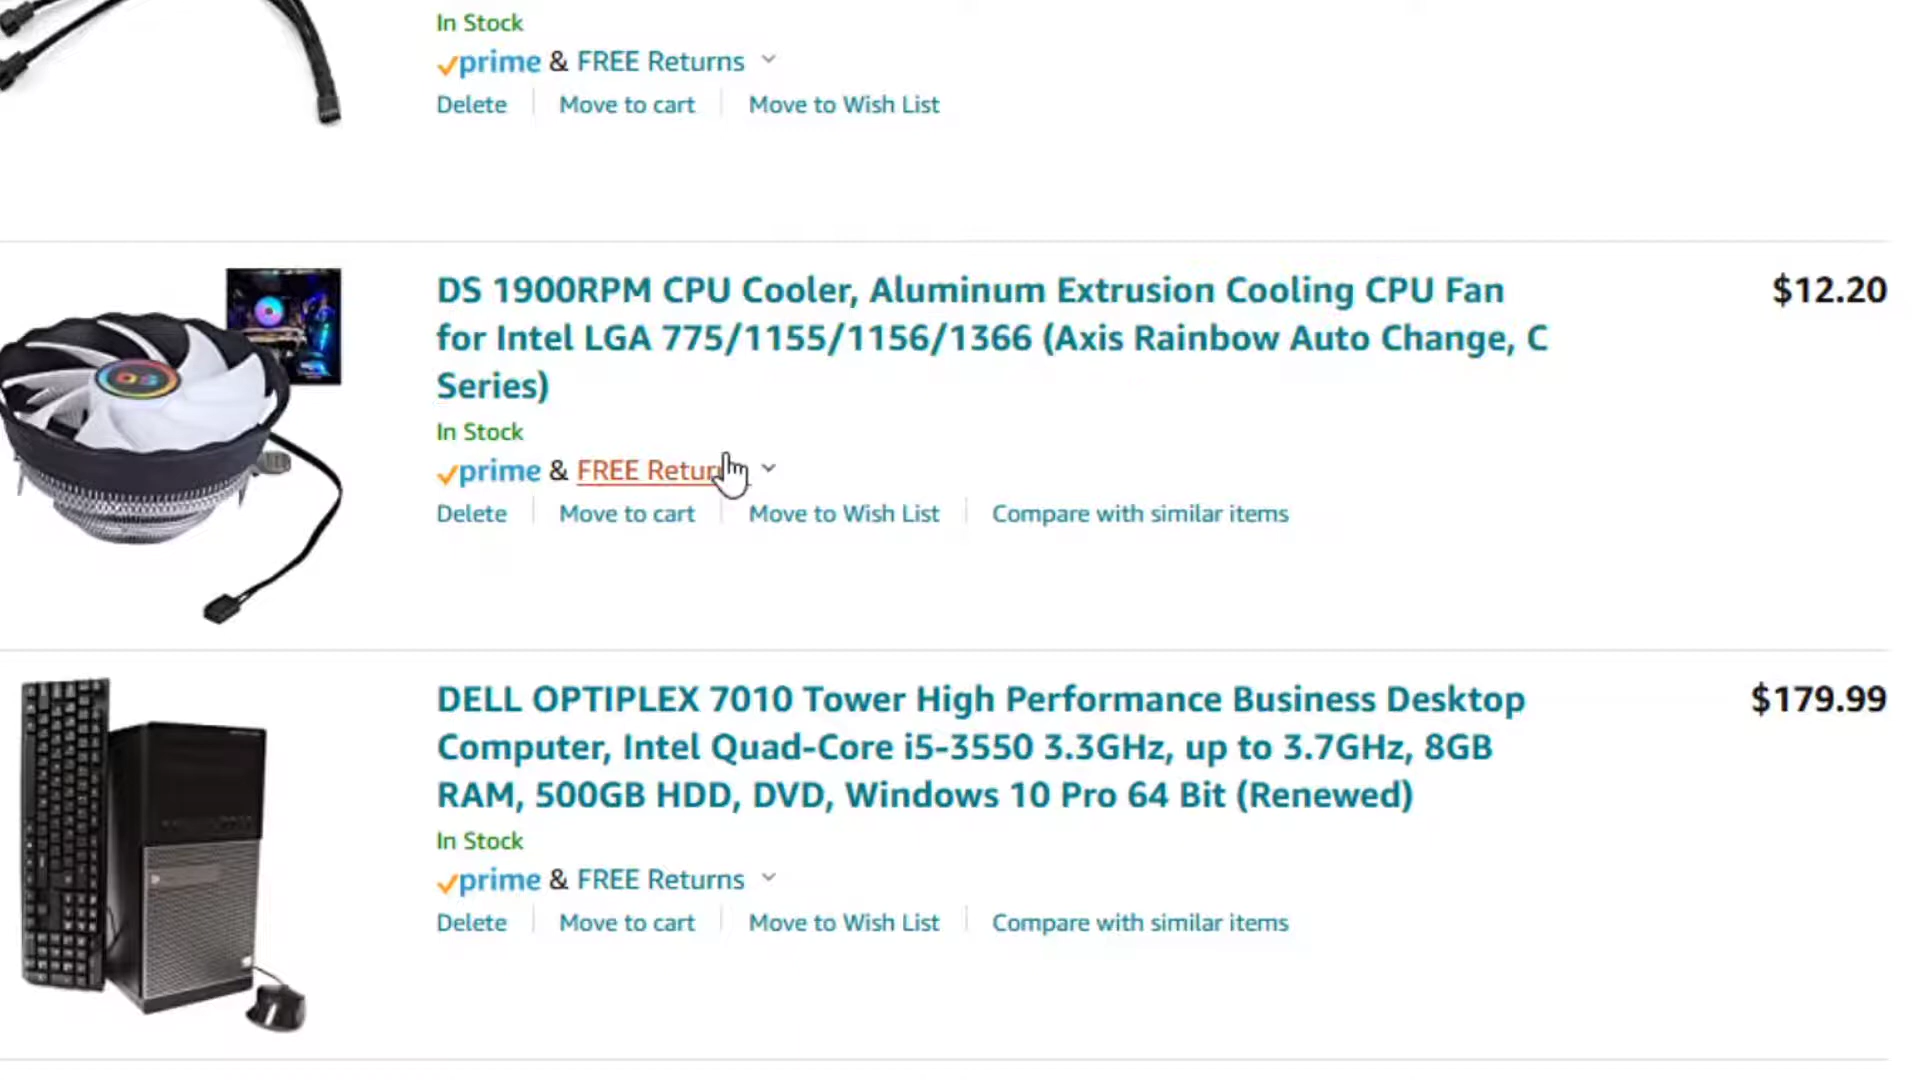 In Stock
prime & FREE Returns
Delete Move to cart Move to Wish List
DS 1900RPM CPU Cooler, Aluminum Extrusion Cooling CPU Fan
for Intel LGA 775/1155/1156/1366 (Axis Rainbow Auto Change, C
Series)
$12.20
In Stock
prime & FREE Retur
Delete Move to cart Move to Wish List Compare with similar items
DELL OPTIPLEX 7010 Tower High Performance Business Desktop
Computer, Intel Quad-Core i5-3550 3.3GHz, up to 3.7GHz, 8GB
RAM, 500GB HDD, DVD, Windows 10 Pro 64 Bit (Renewed)
$179.99
In Stock
prime & FREE Returns
Delete Move to cart Move to Wish List Compare with similar items